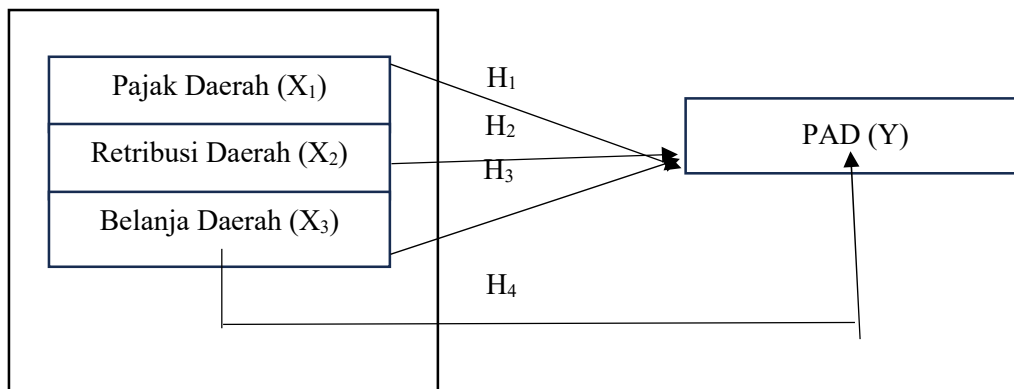 Pajak Daerah (X₁)
Retribusi Daerah (X₂)
Belanja Daerah (X₃)
H₁
H₂
H₃
H₄
PAD (Y)